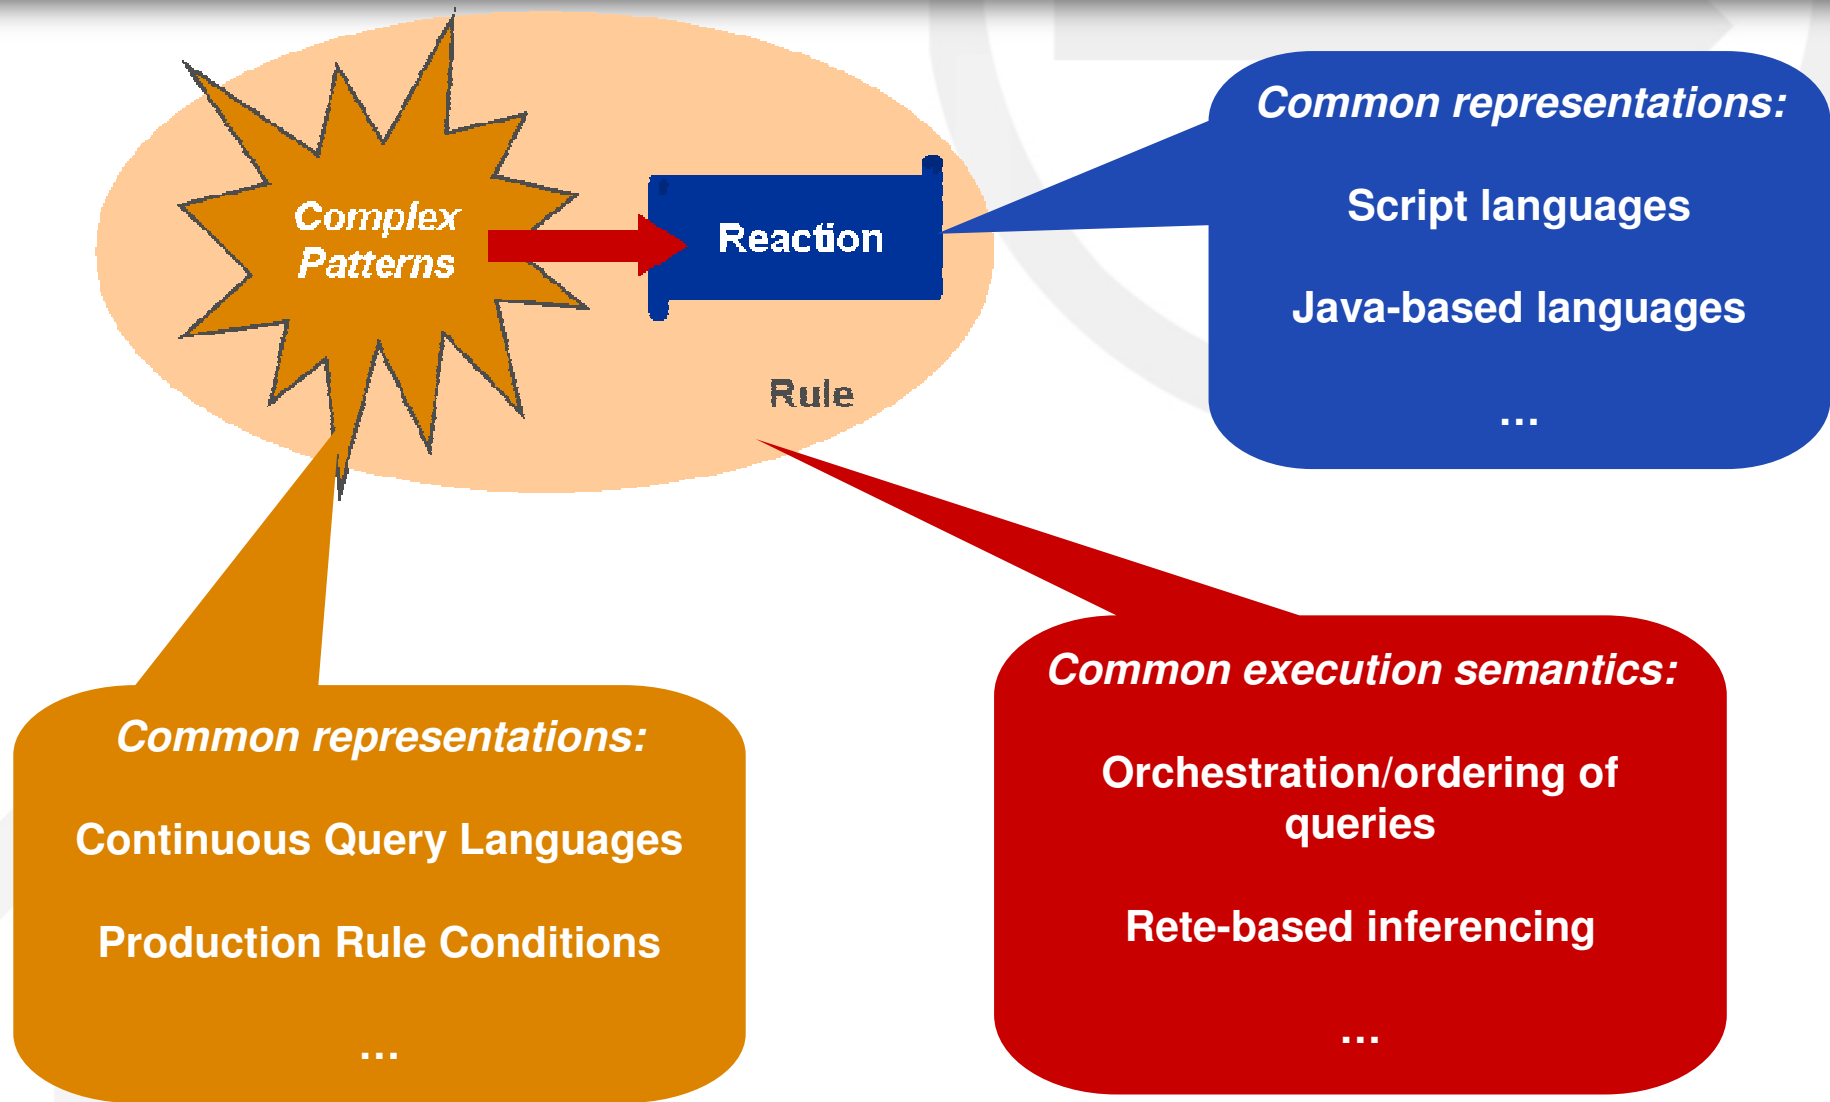 Complex
Patterns
Reaction
Rule
Common representations:
Script languages
Java-based languages
...
Common representations:
Continuous Query Languages
Production Rule Conditions
...
Common execution semantics:
Orchestration/ordering of
queries
Rete-based inferencing
...